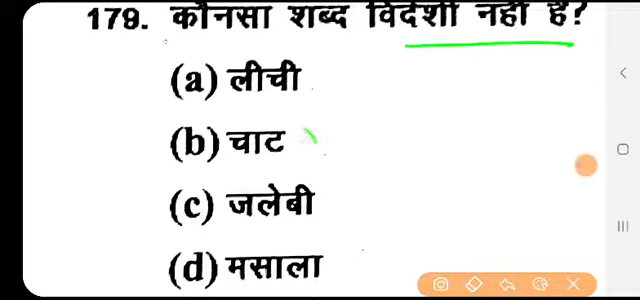 179. कौनसा शब्द विदेशी नहीं है?
(a) लीची
(b) चाट
(c) जलेबी
(d) मसाला